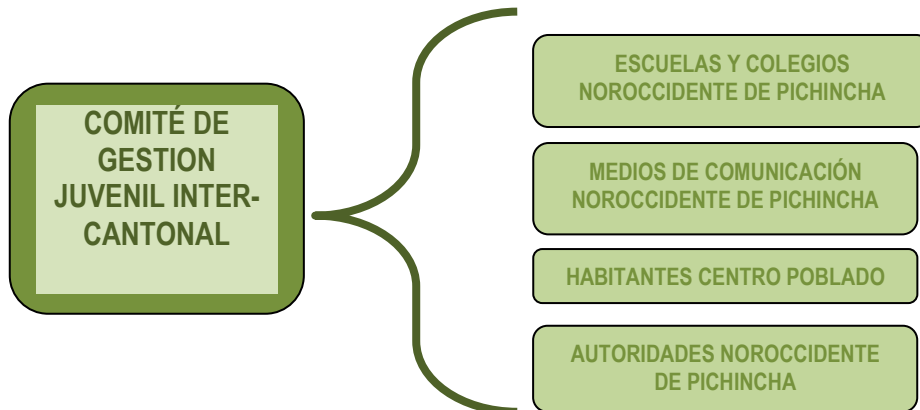 COMITÉ DE
GESTION
JUVENIL INTER-
CANTONAL
ESCUELAS Y COLEGIOS
NOROCCIDENTE DE PICHINCHA
MEDIOS DE COMUNICACIÓN
NOROCCIDENTE DE PICHINCHA
HABITANTES CENTRO POBLADO
AUTORIDADES NOROCCIDENTE
DE PICHINCHA